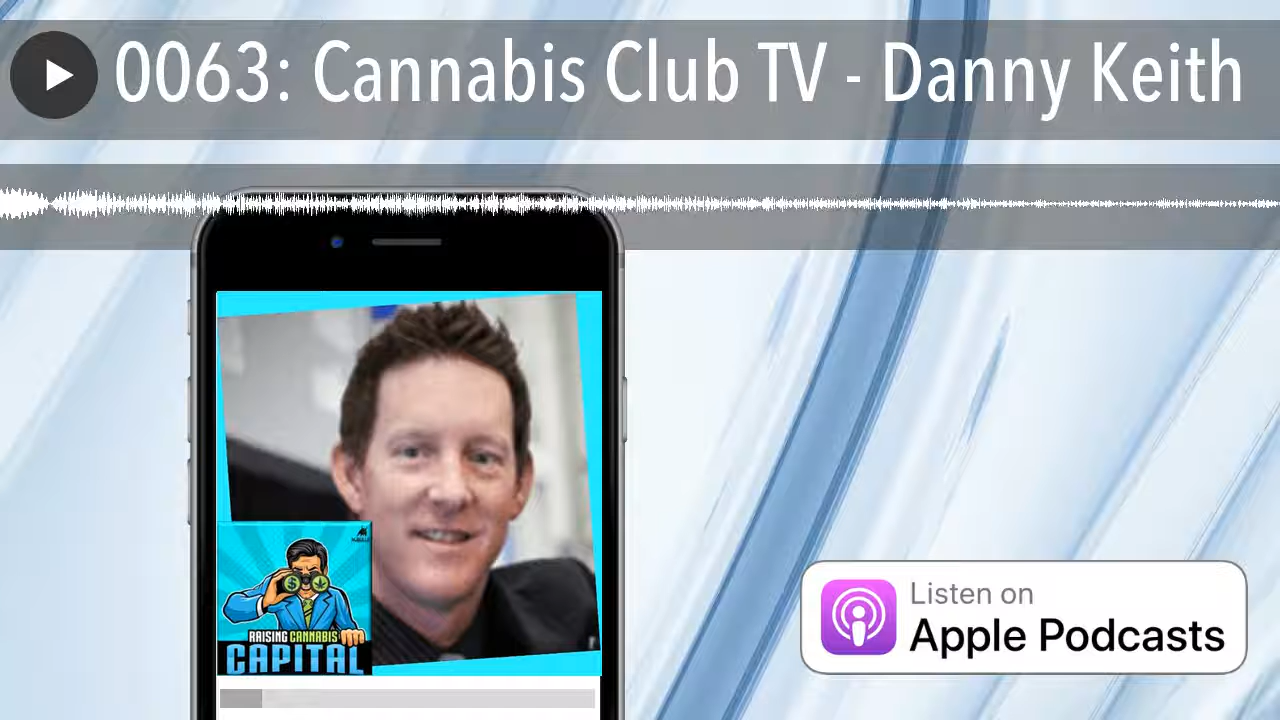 0063: Cannabis Club TV - Danny Keith
RAISING CANNABIS
CAPITAL
Listen on
Apple Podcasts